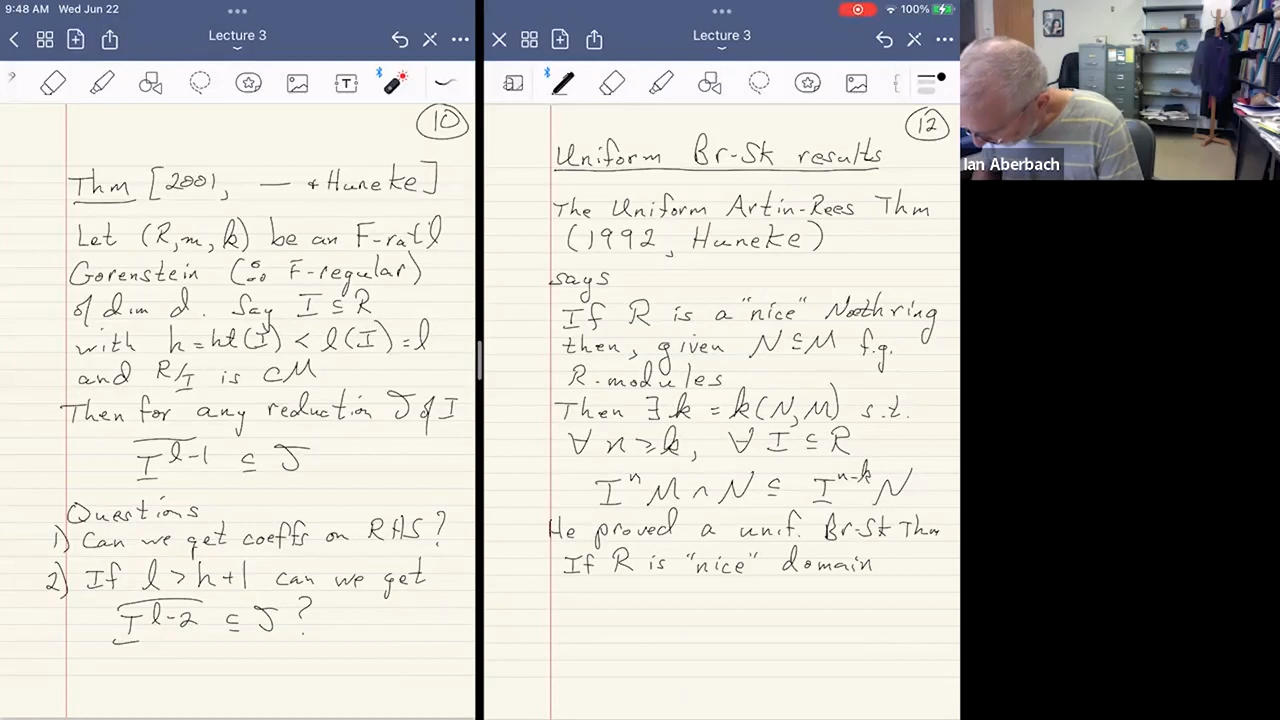 9:48 AM Wed Jun 22
100%
Lecture 3
Lecture 3
10
Thm [2001, — + Huneke]
Let (R,m,k) be an F-rat'l
Gorenstein (∴ F-regular)
of dim d. Say I ⊆ R
with h = ht(I) < l(I) = l
and R/I is CM
Then for any reduction J of I
\overline{I^{l-1}} ⊆ J
Questions
1) Can we get coeffs on RHS?
2) If l > h+1 can we get
\overline{I^{l-2}} ⊆ J?
12
Uniform Br-Sk results
The Uniform Artin-Rees Thm
(1992, Huneke)
says
If R is a "nice" Noeth ring
then, given N ⊆ M f.g.
R-modules
Then ∃ k = k(N,M) s.t.
∀ n ≥ k, ∀ I ⊆ R
I^n M ∩ N ⊆ I^{n-k} N
He proved a unif. Br-Sk Thm
If R is "nice" domain
Ian Aberbach